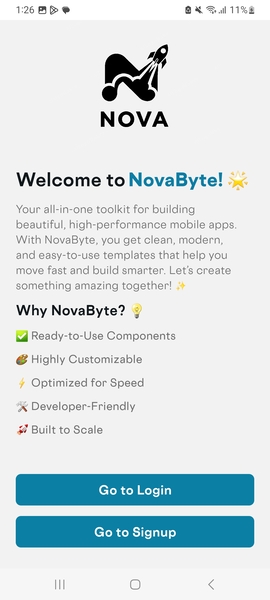 1:26 11%
NOVA
Welcome to NovaByte! 🌟
Your all-in-one toolkit for building
beautiful, high-performance mobile apps.
With NovaByte, you get clean, modern,
and easy-to-use templates that help you
move fast and build smarter. Let's create
something amazing together! ✨
Why NovaByte? 💡
✅ Ready-to-Use Components
🎨 Highly Customizable
⚡ Optimized for Speed
🛠️ Developer-Friendly
🚀 Built to Scale
Go to Login
Go to Signup